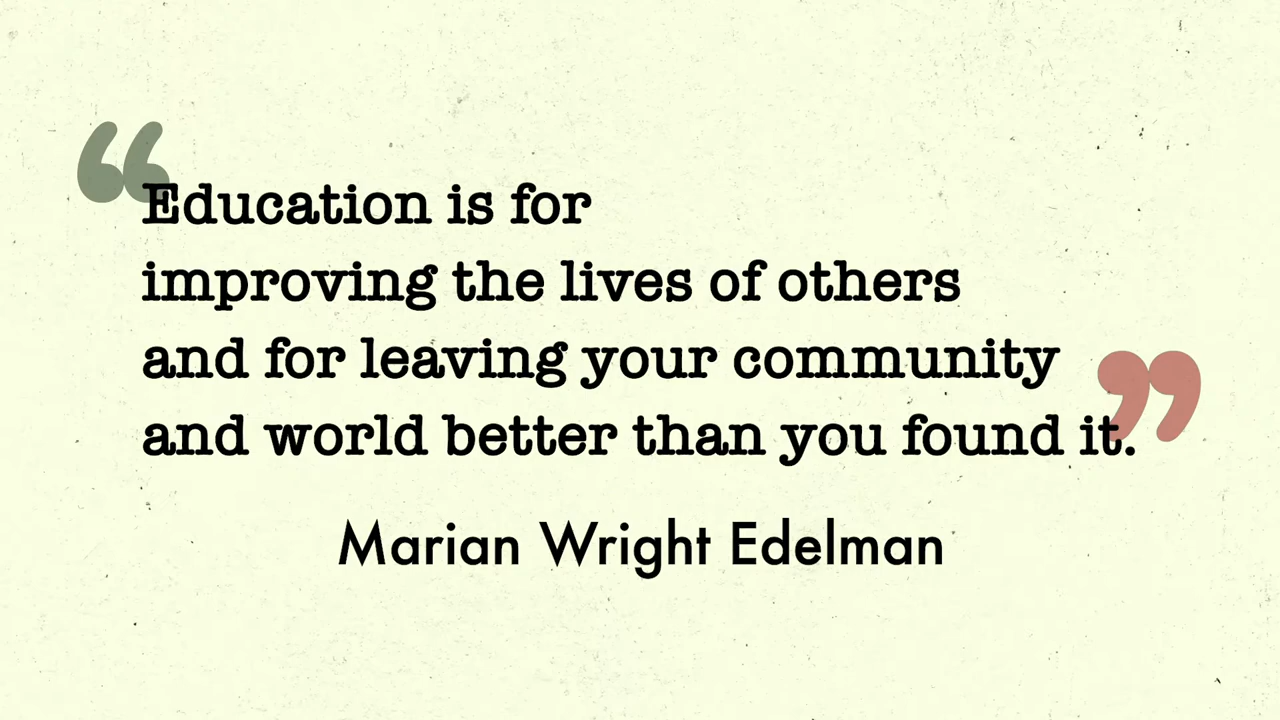 “Education is for
improving the lives of others
and for leaving your community
and world better than you found it.”
Marian Wright Edelman